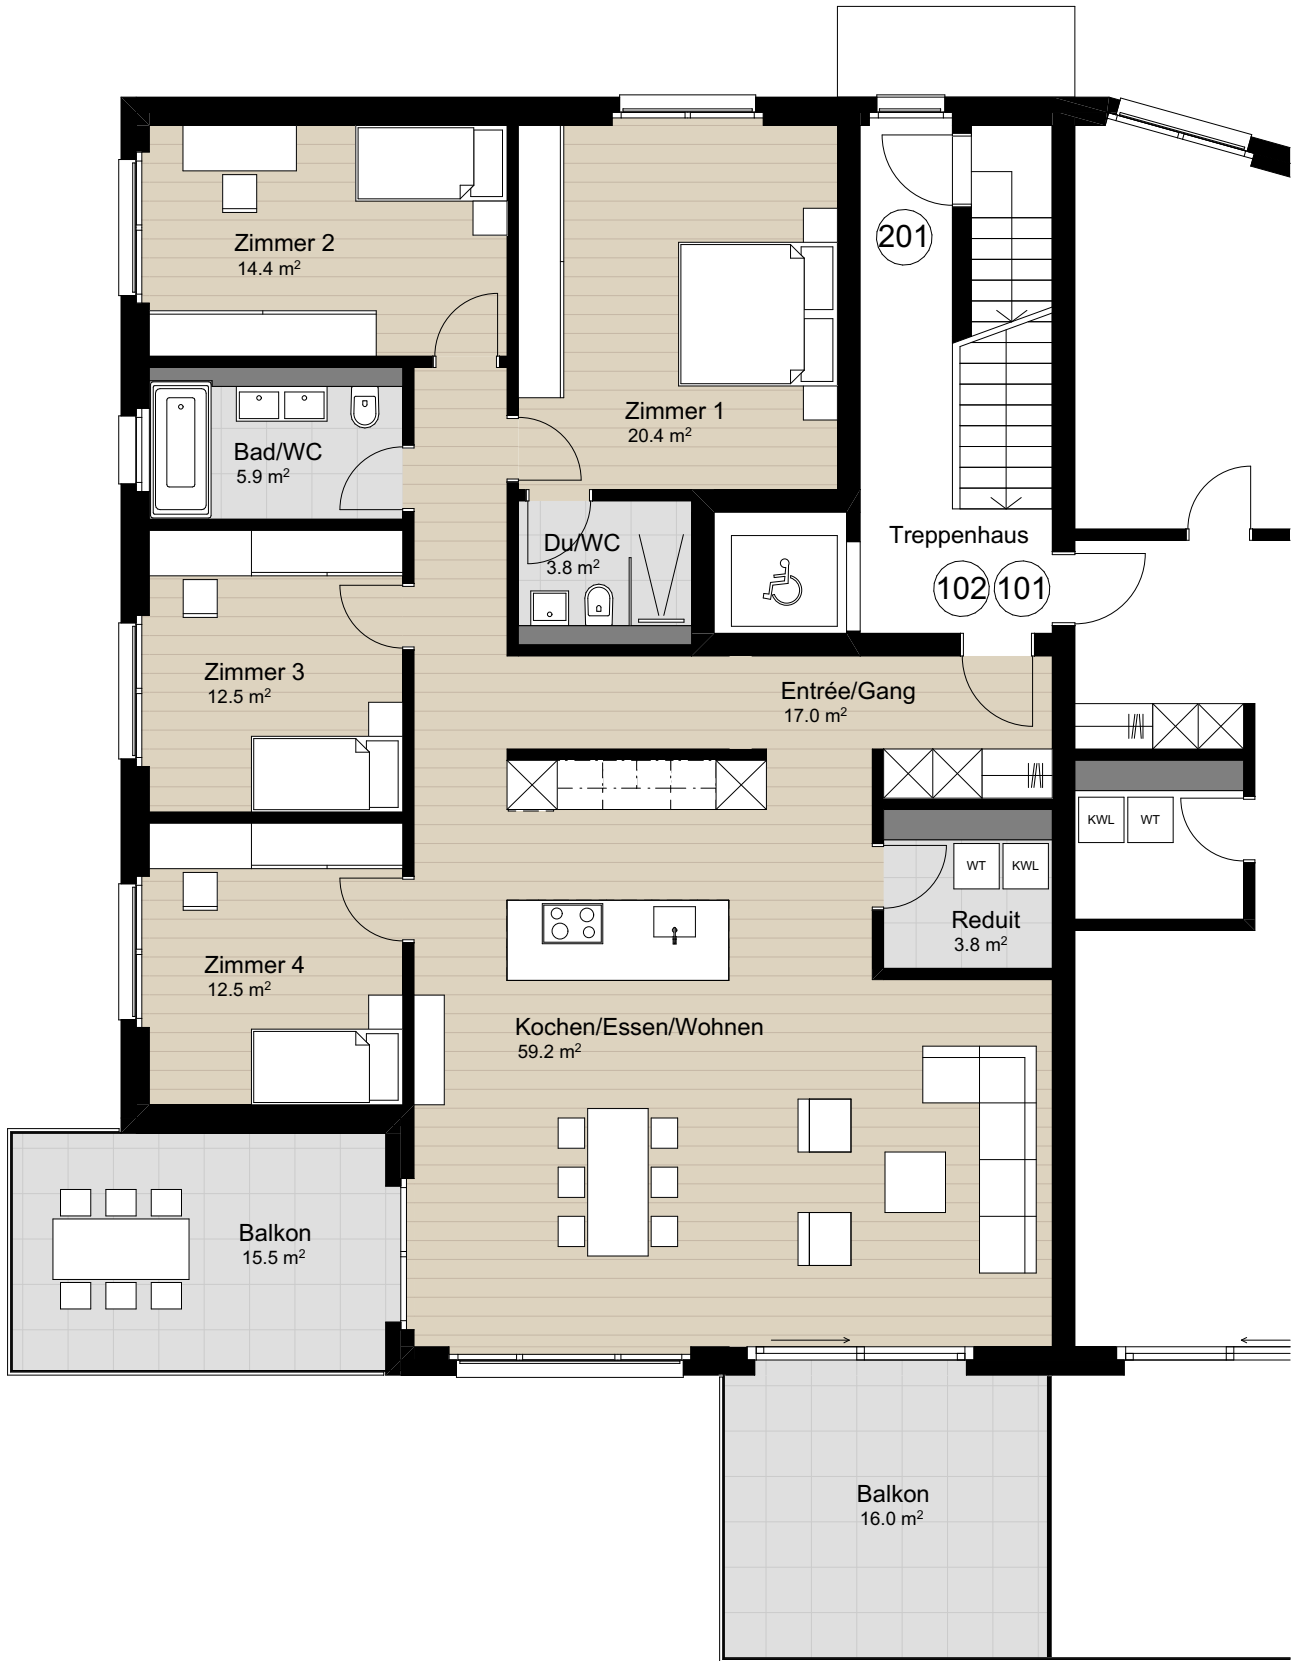 201
Zimmer 2
14.4 m²
Zimmer 1
20.4 m²
Bad/WC
5.9 m²
Du/WC
3.8 m²
Treppenhaus
102
101
Zimmer 3
12.5 m²
Entrée/Gang
17.0 m²
KWL
WT
WT
KWL
Reduit
3.8 m²
Zimmer 4
12.5 m²
Kochen/Essen/Wohnen
59.2 m²
Balkon
15.5 m²
Balkon
16.0 m²